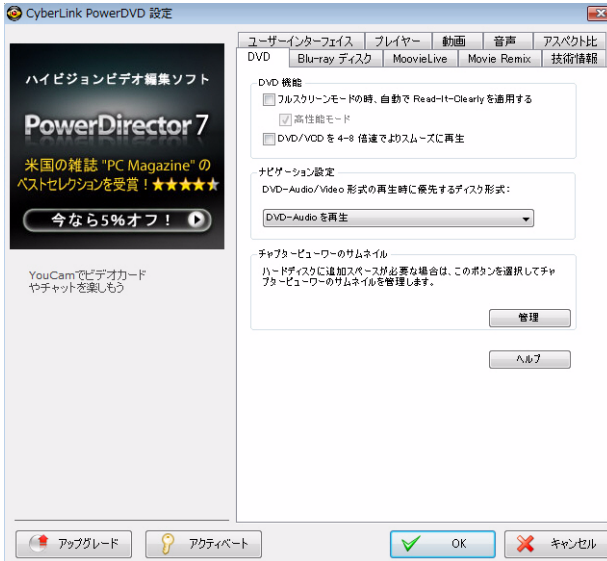 CyberLink PowerDVD 設定
ハイビジョンビデオ編集ソフト
PowerDirector 7
米国の雑誌 "PC Magazine" の
ベストセレクションを受賞！★★★★★
今なら5%オフ！
YouCamでビデオカード
やチャットを楽しもう
ユーザーインターフェイス プレイヤー 動画 音声 アスペクト比
DVD Blu-ray ディスク MoovieLive Movie Remix 技術情報
DVD 機能
フルスクリーンモードの時、自動で Read-It-Clearly を適用する
高性能モード
DVD/VCD を 4-8 倍速でよりスムーズに再生
ナビゲーション設定
DVD-Audio/Video 形式の再生時に優先するディスク形式:
DVD-Audio を再生
チャプタービューワーのサムネイル
ハードディスクに追加スペースが必要な場合は、このボタンを選択してチャ
プタービューワーのサムネイルを管理します。
管理
ヘルプ
アップグレード アクティベート OK キャンセル